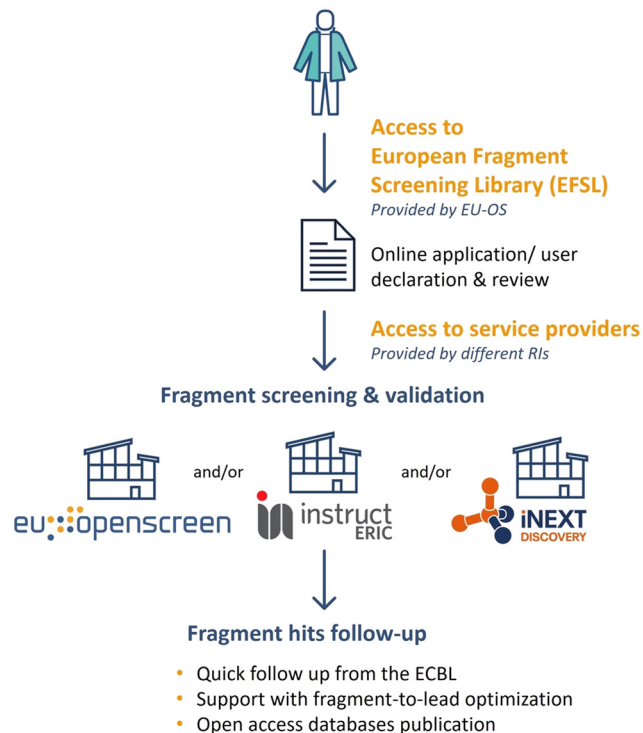 Access to
European Fragment
Screening Library (EFSL)
Provided by EU-OS
Online application/ user
declaration & review
Access to service providers
Provided by different RIs
Fragment screening & validation
and/or
and/or
eu openscreen
instruct
ERIC
iNEXT
DISCOVERY
Fragment hits follow-up
• Quick follow up from the ECBL
• Support with fragment-to-lead optimization
• Open access databases publication